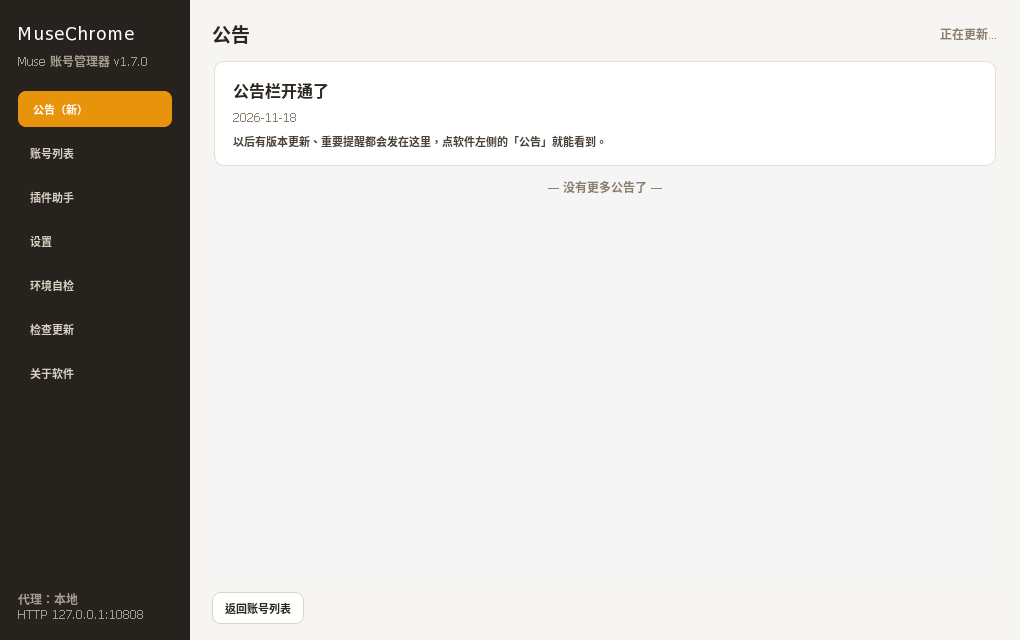 MuseChrome
Muse 账号管理器 v1.7.0
公告（新）
账号列表
插件助手
设置
环境自检
检查更新
关于软件
代理：本地
HTTP 127.0.0.1:10808
公告
正在更新...
公告栏开通了
2026-11-18
以后有版本更新、重要提醒都会发在这里，点软件左侧的「公告」就能看到。
— 没有更多公告了 —
返回账号列表